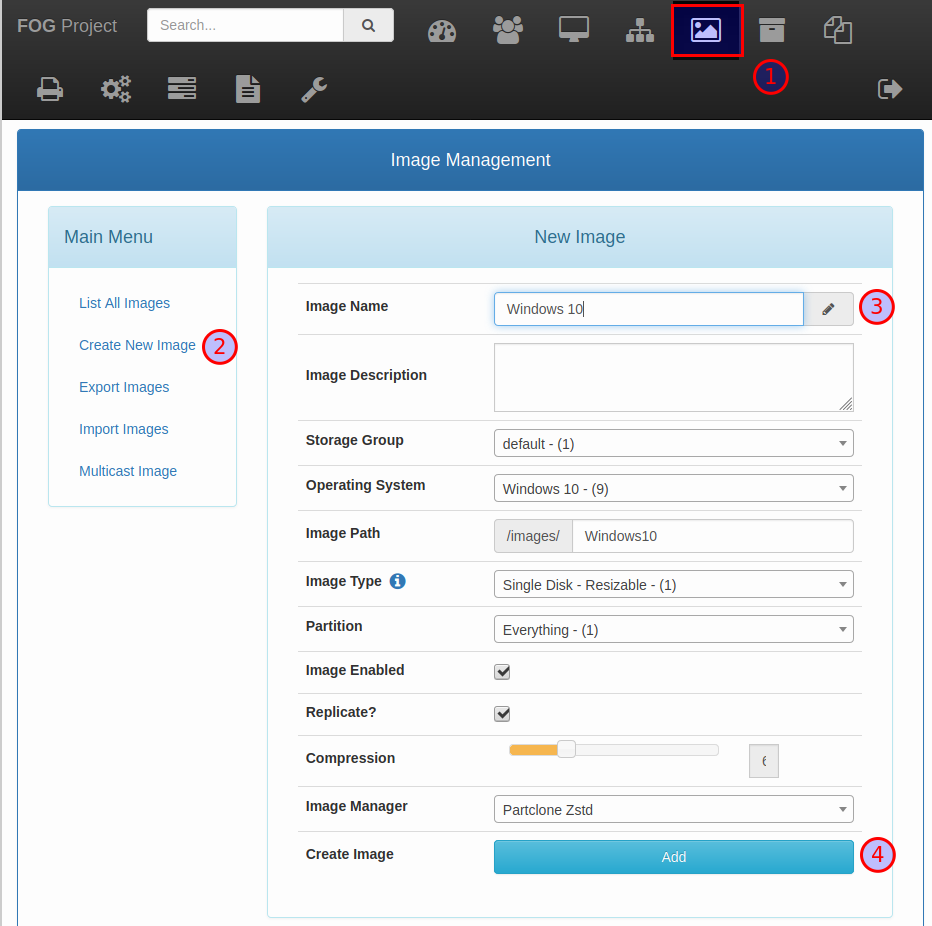 FOG Project
Search...
1
Image Management
Main Menu
List All Images
Create New Image 2
Export Images
Import Images
Multicast Image
New Image
Image Name Windows 10 3
Image Description
Storage Group default - (1)
Operating System Windows 10 - (9)
Image Path /images/ Windows10
Image Type Single Disk - Resizable - (1)
Partition Everything - (1)
Image Enabled
Replicate?
Compression 6
Image Manager Partclone Zstd
Create Image Add 4